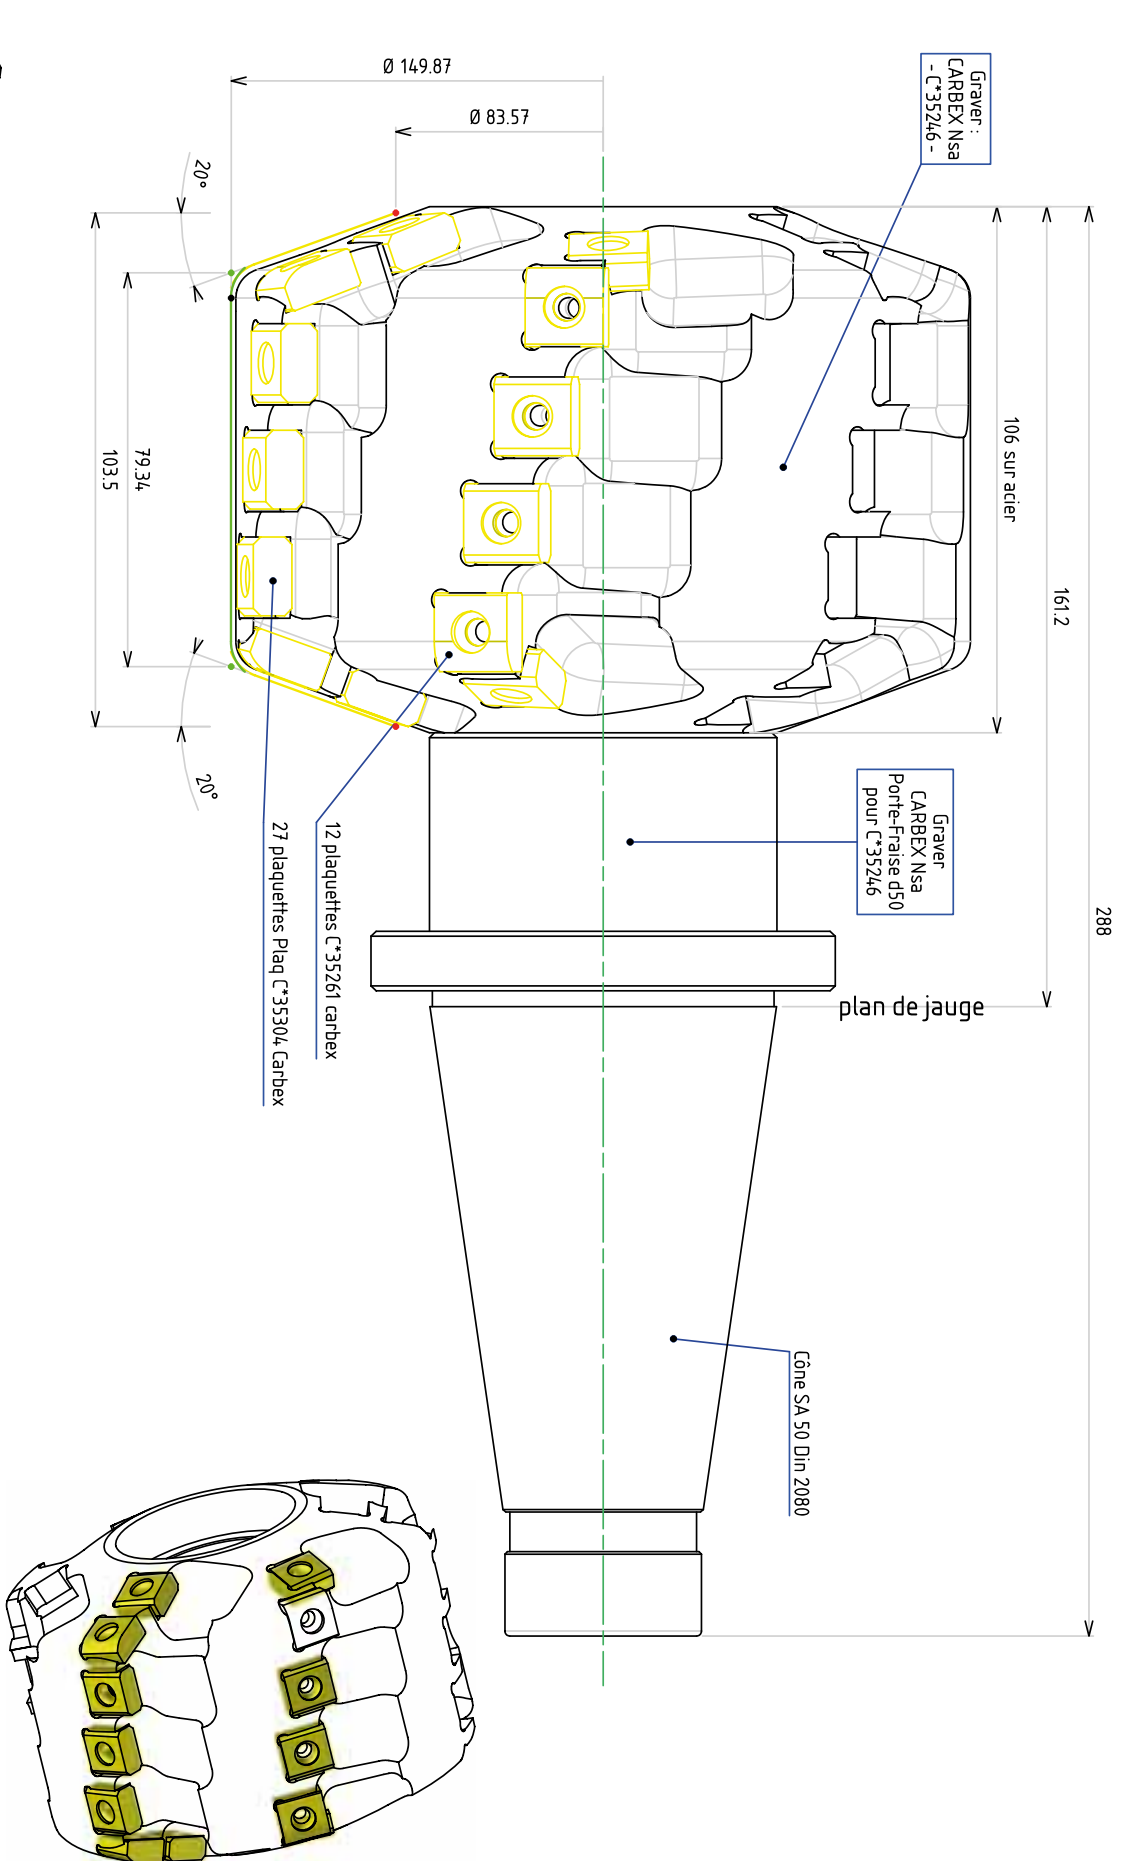 Ø 149.87
Ø 83.57
Graver :
CARBEX Nsa
- C*35246 -
20°
106 sur acier
161.2
79.34
103.5
288
20°
Graver
CARBEX Nsa
Porte-Fraise d50
pour C*35246
12 plaquettes C*35261 carbex
27 plaquettes Plaq C*35304 Carbex
plan de jauge
Cône SA 50 Din 2080